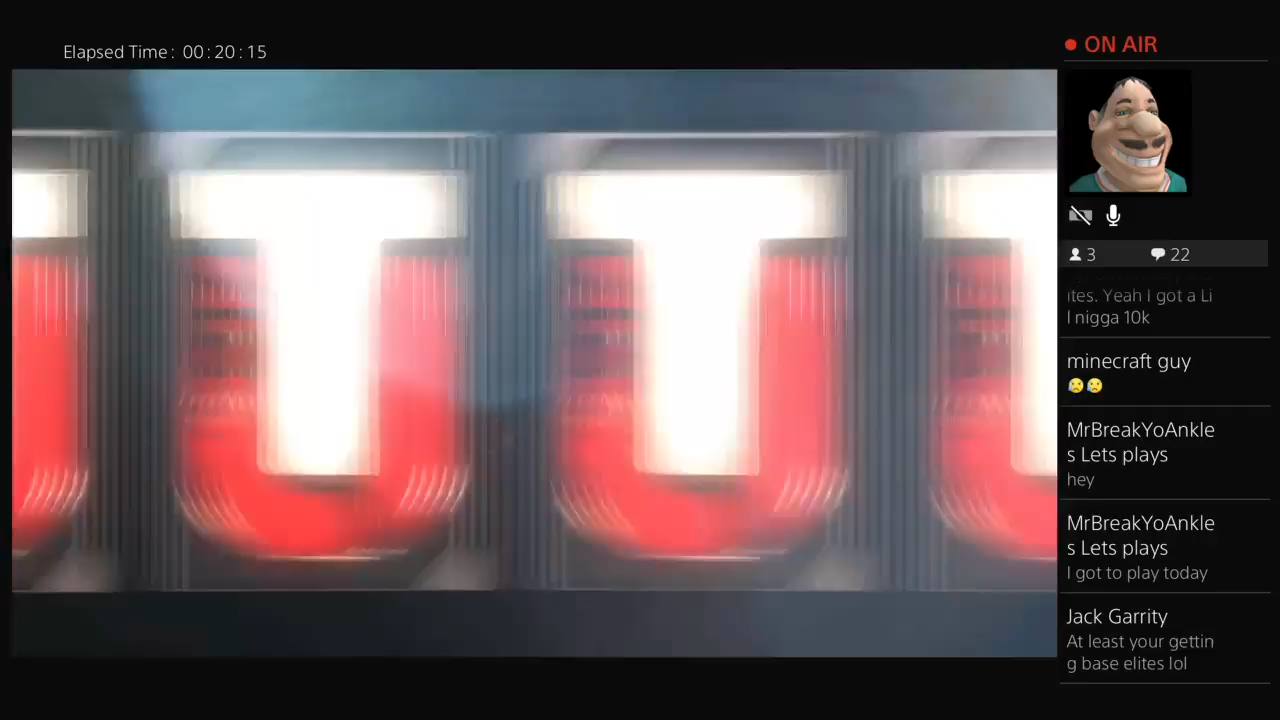 Elapsed Time: 00:20:15
ON AIR
3
22
ites. Yeah I got a Li
l nigga 10k
minecraft guy
😢😢
MrBreakYoAnkle
s Lets plays
hey
MrBreakYoAnkle
s Lets plays
I got to play today
Jack Garrity
At least your gettin
g base elites lol